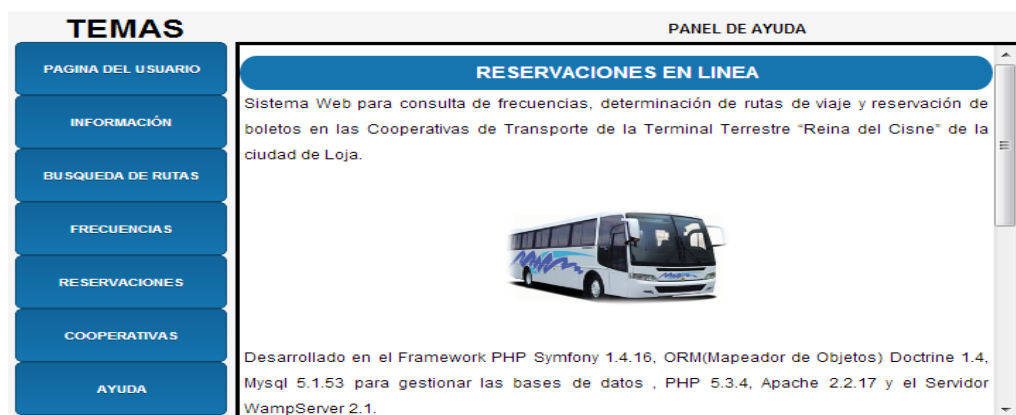 TEMAS
PAGINA DEL USUARIO
INFORMACIÓN
BUSQUEDA DE RUTAS
FRECUENCIAS
RESERVACIONES
COOPERATIVAS
AYUDA
PANEL DE AYUDA
RESERVACIONES EN LINEA
Sistema Web para consulta de frecuencias, determinación de rutas de viaje y reservación de
boletos en las Cooperativas de Transporte de la Terminal Terrestre “Reina del Cisne” de la
ciudad de Loja.
Desarrollado en el Framework PHP Symfony 1.4.16, ORM(Mapeador de Objetos) Doctrine 1.4,
Mysql 5.1.53 para gestionar las bases de datos , PHP 5.3.4, Apache 2.2.17 y el Servidor
WampServer 2.1.